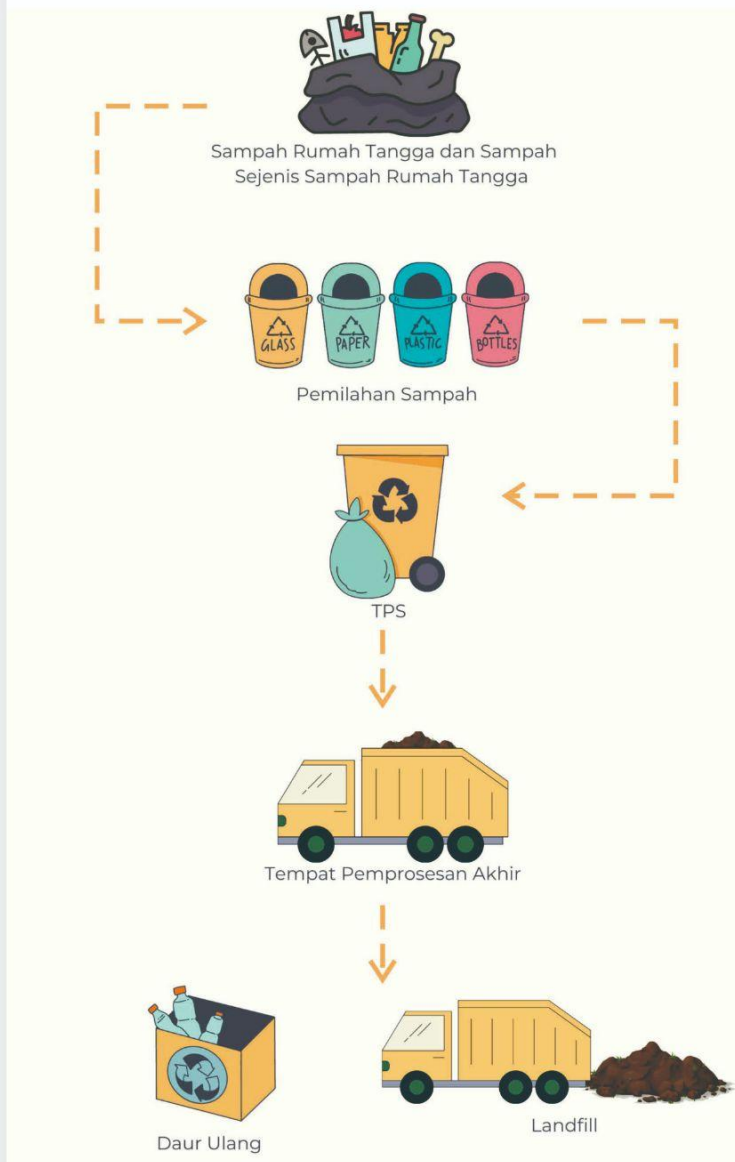 Sampah Rumah Tangga dan Sampah
Sejenis Sampah Rumah Tangga
GLASS
PAPER
PLASTIC
BOTTLES
Pemilahan Sampah
TPS
Tempat Pemprosesan Akhir
Daur Ulang
Landfill